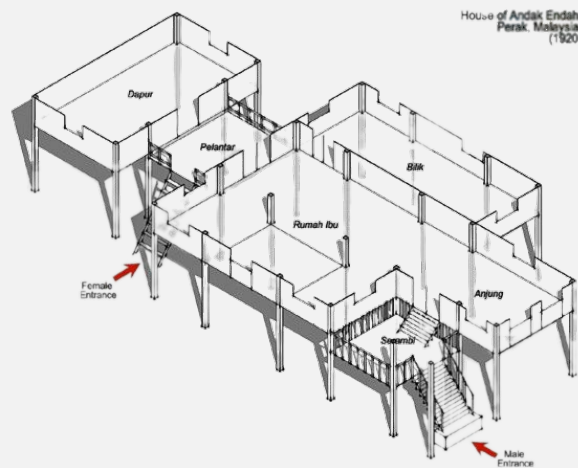 House of Andak Endah
Perak, Malaysia
(1920
Dapur
Pelantar
Bilik
Rumah Ibu
Anjung
Serambi
Female
Entrance
Male
Entrance